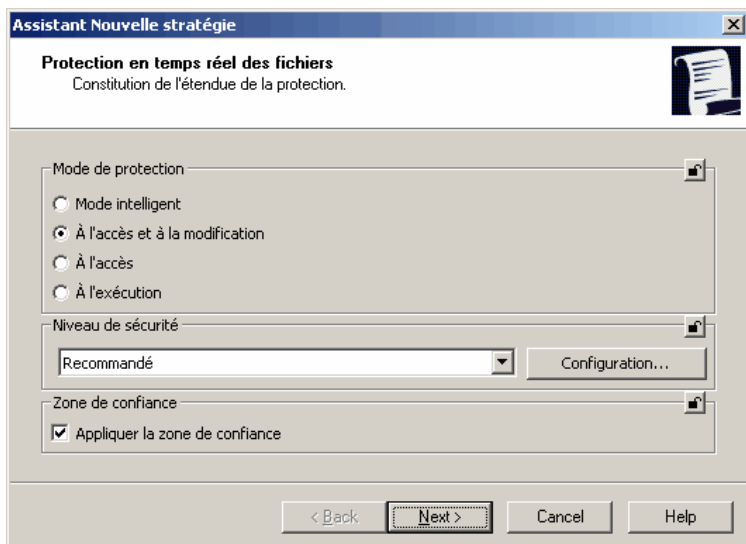 Assistant Nouvelle stratégie
Protection en temps réel des fichiers
Constitution de l'étendue de la protection.
Mode de protection
Mode intelligent
À l'accès et à la modification
À l'accès
À l'exécution
Niveau de sécurité
Recommandé
Configuration...
Zone de confiance
Appliquer la zone de confiance
< Back
Next >
Cancel
Help